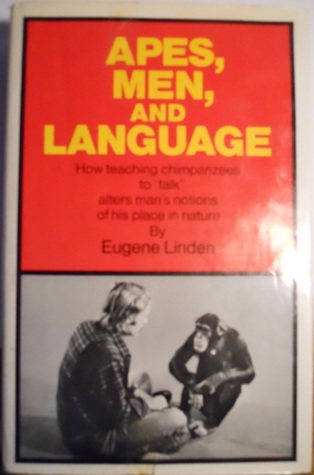 APES,
MEN,
AND
LANGUAGE
How teaching chimpanzees
to "talk"
alters man's notions
of his place in nature
By
Eugene Linden